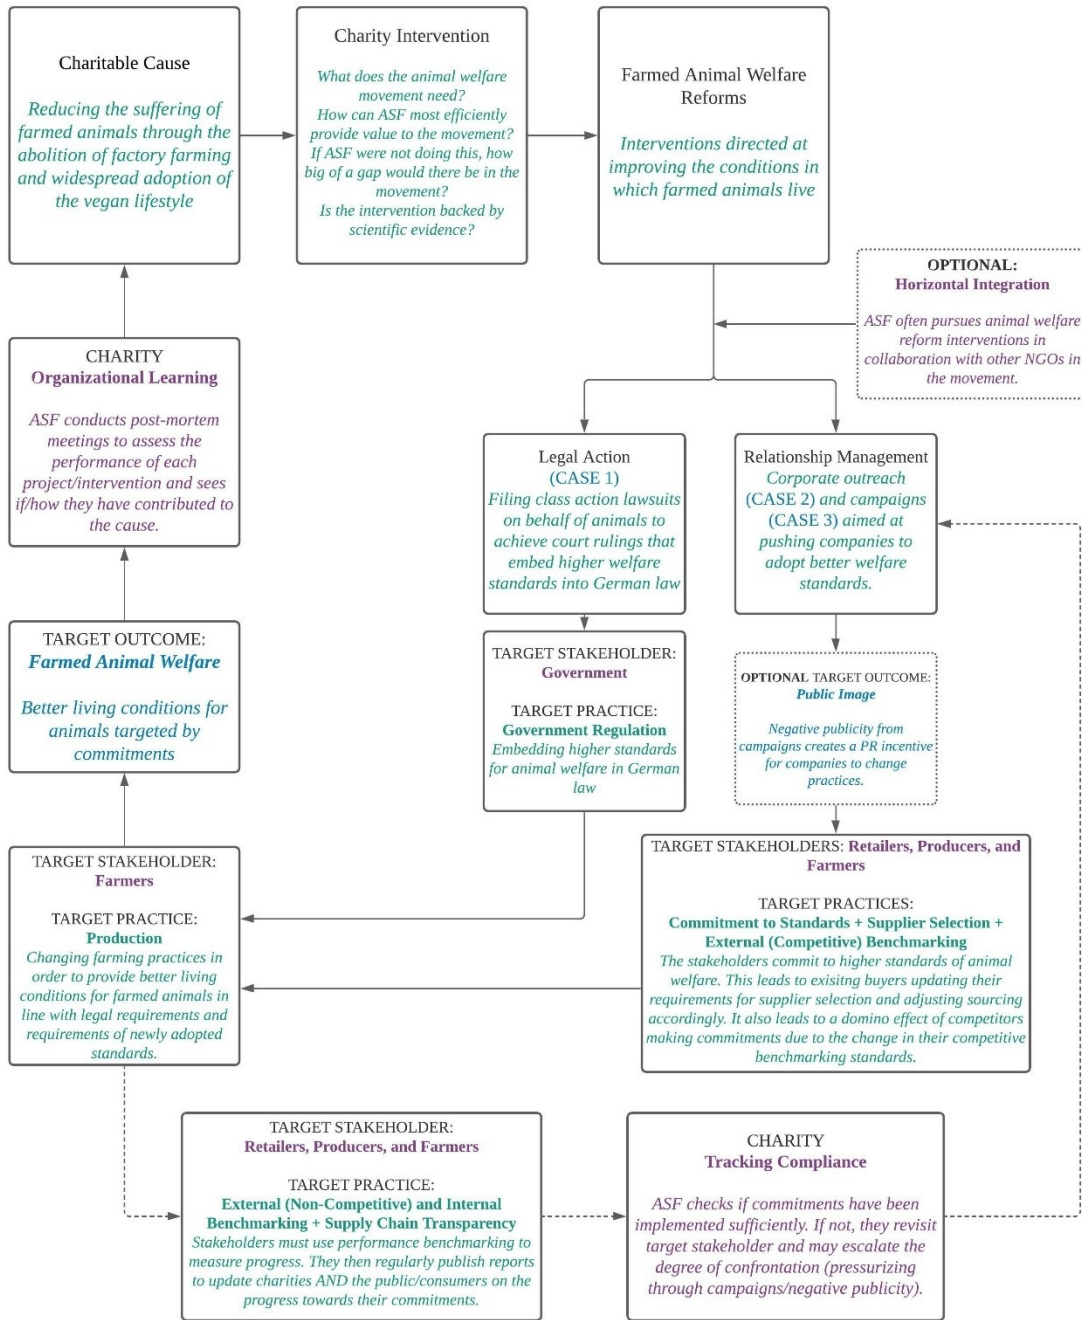 Charitable Cause
Reducing the suffering of
farmed animals through the
abolition of factory farming
and widespread adoption of
the vegan lifestyle
Charity Intervention
What does the animal welfare
movement need?
How can ASF most efficiently
provide value to the movement?
If ASF were not doing this, how
big of a gap would there be in the
movement?
Is the intervention backed by
scientific evidence?
Farmed Animal Welfare
Reforms
Interventions directed at
improving the conditions in
which farmed animals live
OPTIONAL:
Horizontal Integration
ASF often pursues animal welfare
reform interventions in
collaboration with other NGOs in
the movement.
CHARITY
Organizational Learning
ASF conducts post-mortem
meetings to assess the
performance of each
project/intervention and sees
if/how they have contributed to
the cause.
Legal Action
(CASE 1)
Filing class action lawsuits
on behalf of animals to
achieve court rulings that
embed higher welfare
standards into German law
Relationship Management
Corporate outreach
(CASE 2) and campaigns
(CASE 3) aimed at
pushing companies to
adopt better welfare
standards.
TARGET OUTCOME:
Farmed Animal Welfare
Better living conditions for
animals targeted by
commitments
TARGET STAKEHOLDER:
Government
TARGET PRACTICE:
Government Regulation
Embedding higher standards
for animal welfare in German
law
OPTIONAL TARGET OUTCOME:
Public Image
Negative publicity from
campaigns creates a PR incentive
for companies to change
practices.
TARGET STAKEHOLDER:
Farmers
TARGET PRACTICE:
Production
Changing farming practices in
order to provide better living
conditions for farmed animals in
line with legal requirements and
requirements of newly adopted
standards.
TARGET STAKEHOLDERS: Retailers, Producers, and
Farmers
TARGET PRACTICES:
Commitment to Standards + Supplier Selection +
External (Competitive) Benchmarking
The stakeholders commit to higher standards of animal
welfare. This leads to exisitng buyers updating their
requirements for supplier selection and adjusting sourcing
accordingly. It also leads to a domino effect of competitors
making commitments due to the change in their competitive
benchmarking standards.
TARGET STAKEHOLDER:
Retailers, Producers, and Farmers
TARGET PRACTICE:
External (Non-Competitive) and Internal
Benchmarking + Supply Chain Transparency
Stakeholders must use performance benchmarking to
measure progress. They then regularly publish reports
to update charities AND the public/consumers on the
progress towards their commitments.
CHARITY
Tracking Compliance
ASF checks if commitments have been
implemented sufficiently. If not, they revisit
target stakeholder and may escalate the
degree of confrontation (pressurizing
through campaigns/negative publicity).